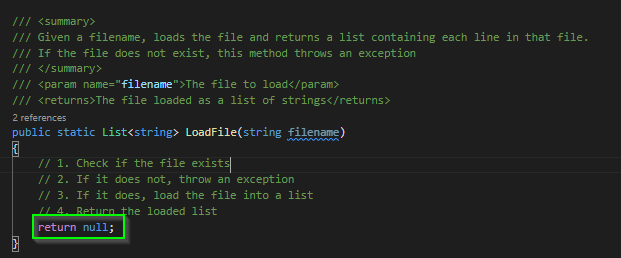 /// <summary>
/// Given a filename, loads the file and returns a list containing each line in that file.
/// If the file does not exist, this method throws an exception
/// </summary>
/// <param name="filename">The file to load</param>
/// <returns>The file loaded as a list of strings</returns>
2 references
public static List<string> LoadFile(string filename)
{
// 1. Check if the file exists
// 2. If it does not, throw an exception
// 3. If it does, load the file into a list
// 4. Return the loaded list
return null;
}